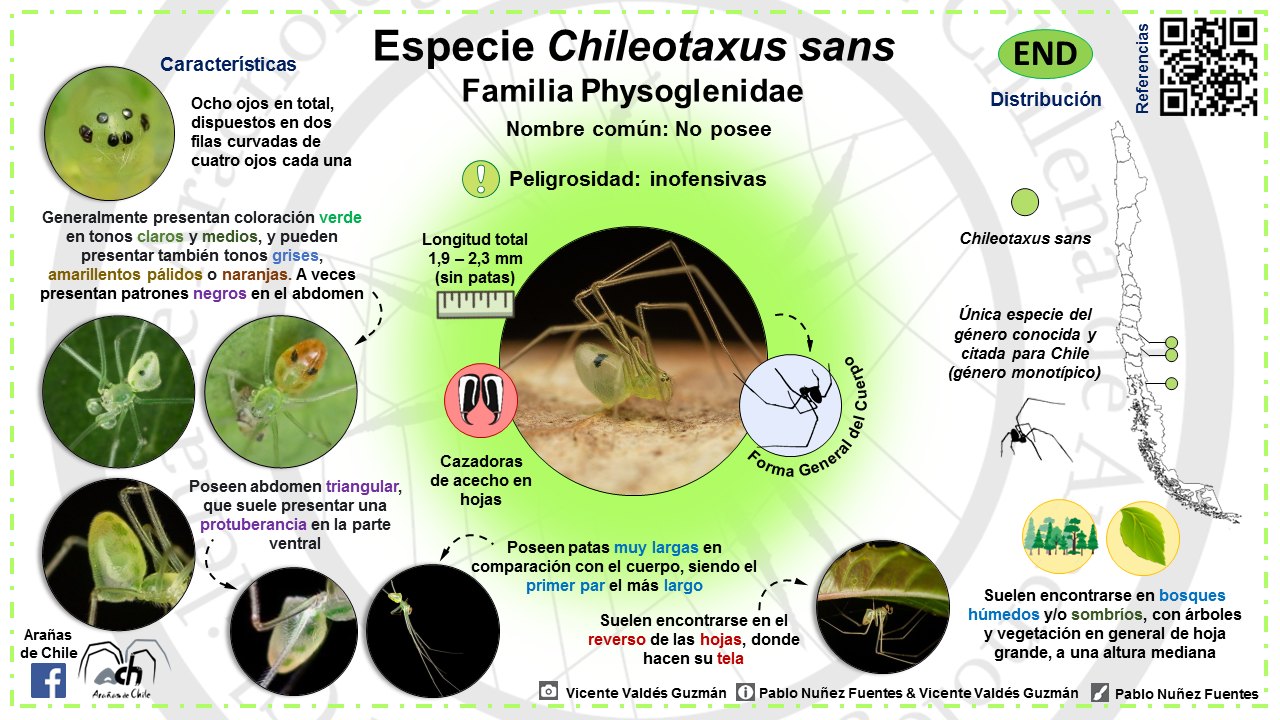 Especie Chileotaxus sans
Familia Physoglenidae
Nombre común: No posee
Peligrosidad: inofensivas
Características
Ocho ojos en total,
dispuestos en dos
filas curvadas de
cuatro ojos cada una
Generalmente presentan coloración verde
en tonos claros y medios, y pueden
presentar también tonos grises,
amarillentos pálidos o naranjas. A veces
presentan patrones negros en el abdomen
Poseen abdomen triangular,
que suele presentar una
protuberancia en la parte
ventral
Longitud total
1,9 – 2,3 mm
(sin patas)
Cazadoras
de acecho en
hojas
Forma General del Cuerpo
Poseen patas muy largas en
comparación con el cuerpo, siendo el
primer par el más largo
Suelen encontrarse en el
reverso de las hojas, donde
hacen su tela
END
Distribución
Referencias
Chileotaxus sans
Única especie del
género conocida y
citada para Chile
(género monotípico)
Suelen encontrarse en bosques
húmedos y/o sombríos, con árboles
y vegetación en general de hoja
grande, a una altura mediana
Arañas
de Chile
ach
Arañas de Chile
Vicente Valdés Guzmán
Pablo Nuñez Fuentes & Vicente Valdés Guzmán
Pablo Nuñez Fuentes